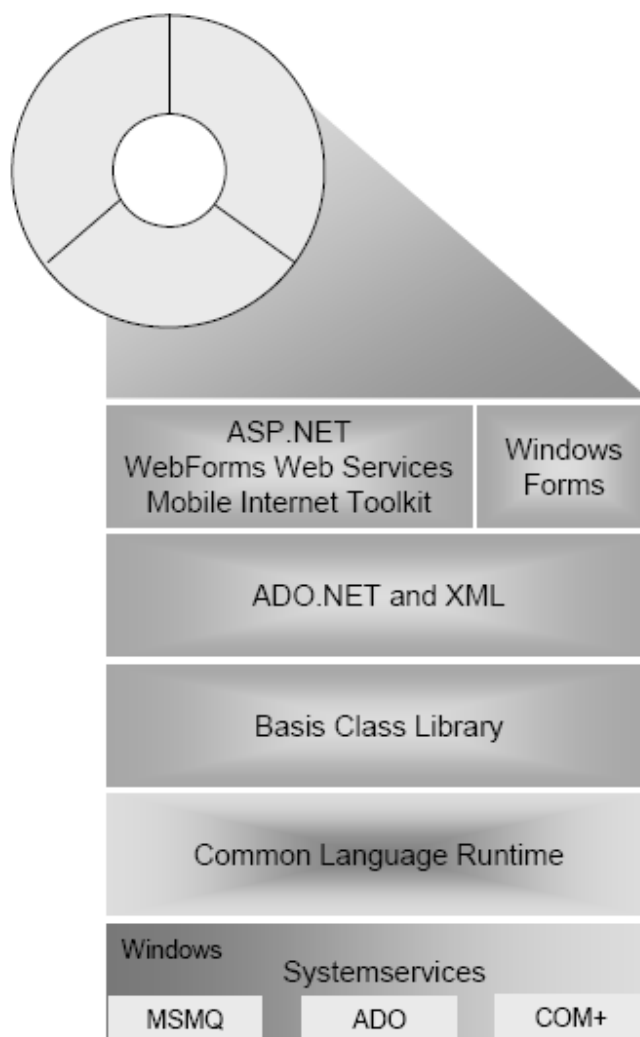 ASP.NET
WebForms Web Services
Mobile Internet Toolkit
Windows
Forms
ADO.NET and XML
Basis Class Library
Common Language Runtime
Windows
Systemservices
MSMQ
ADO
COM+